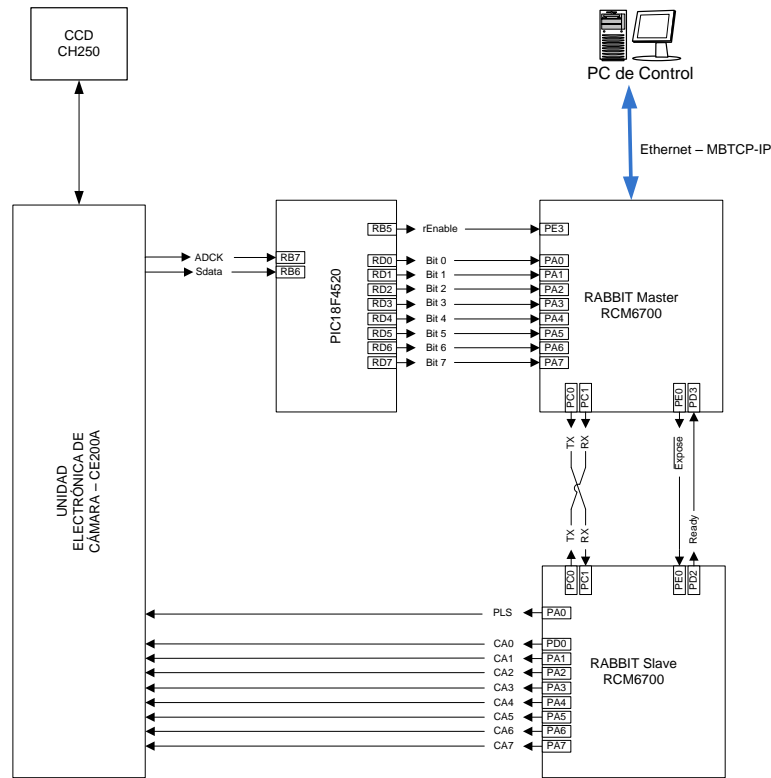 CCD
CH250
PC de Control
Ethernet – MBTCP-IP
UNIDAD
ELECTRÓNICA DE
CÁMARA – CE200A
ADCK
Sdata
RB7
RB6
PIC18F4520
RB5
rEnable
PE3
RD0
Bit 0
PA0
RD1
Bit 1
PA1
RD2
Bit 2
PA2
RD3
Bit 3
PA3
RD4
Bit 4
PA4
RD5
Bit 5
PA5
RD6
Bit 6
PA6
RD7
Bit 7
PA7
RABBIT Master
RCM6700
PC0
PC1
PE0
PD3
TX
RX
Expose
TX
RX
Ready
PC0
PC1
PE0
PD2
RABBIT Slave
RCM6700
PLS
PA0
CA0
PD0
CA1
PA1
CA2
PA2
CA3
PA3
CA4
PA4
CA5
PA5
CA6
PA6
CA7
PA7